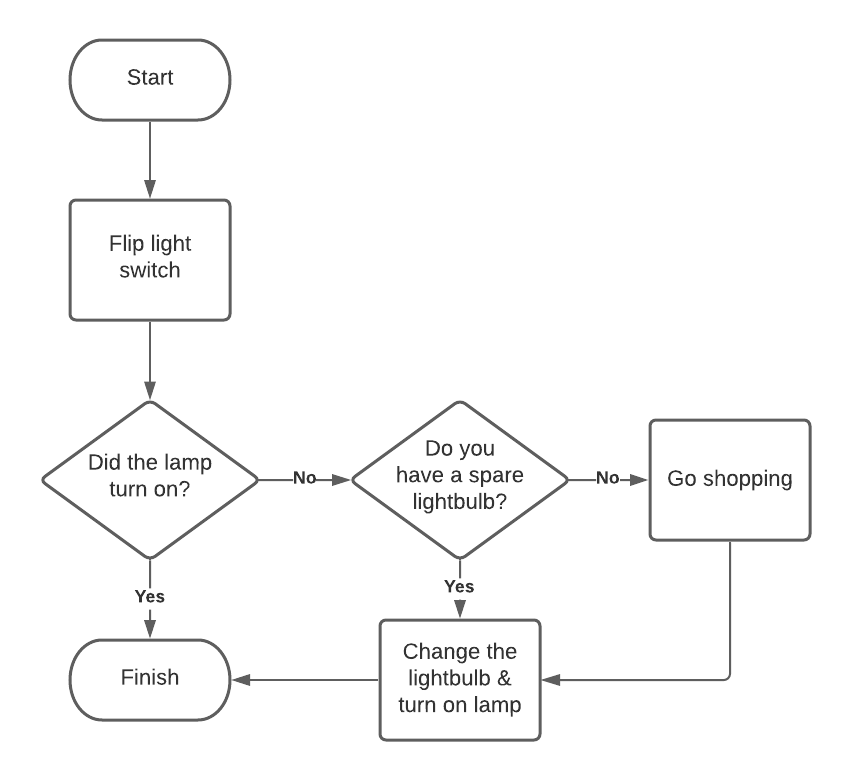 Start
Flip light
switch
Did the lamp
turn on?
No
Do you
have a spare
lightbulb?
No
Go shopping
Yes
Yes
Finish
Change the
lightbulb &
turn on lamp